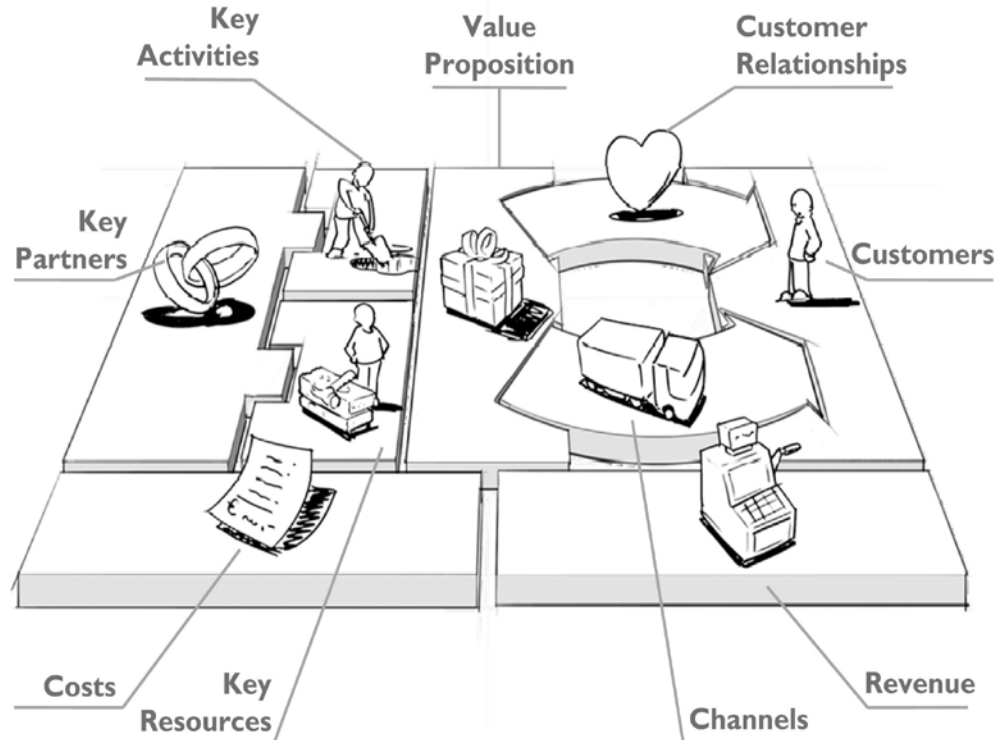 Key
Activities
Value
Proposition
Customer
Relationships
Key
Partners
Customers
€
Costs
Key
Resources
Channels
Revenue